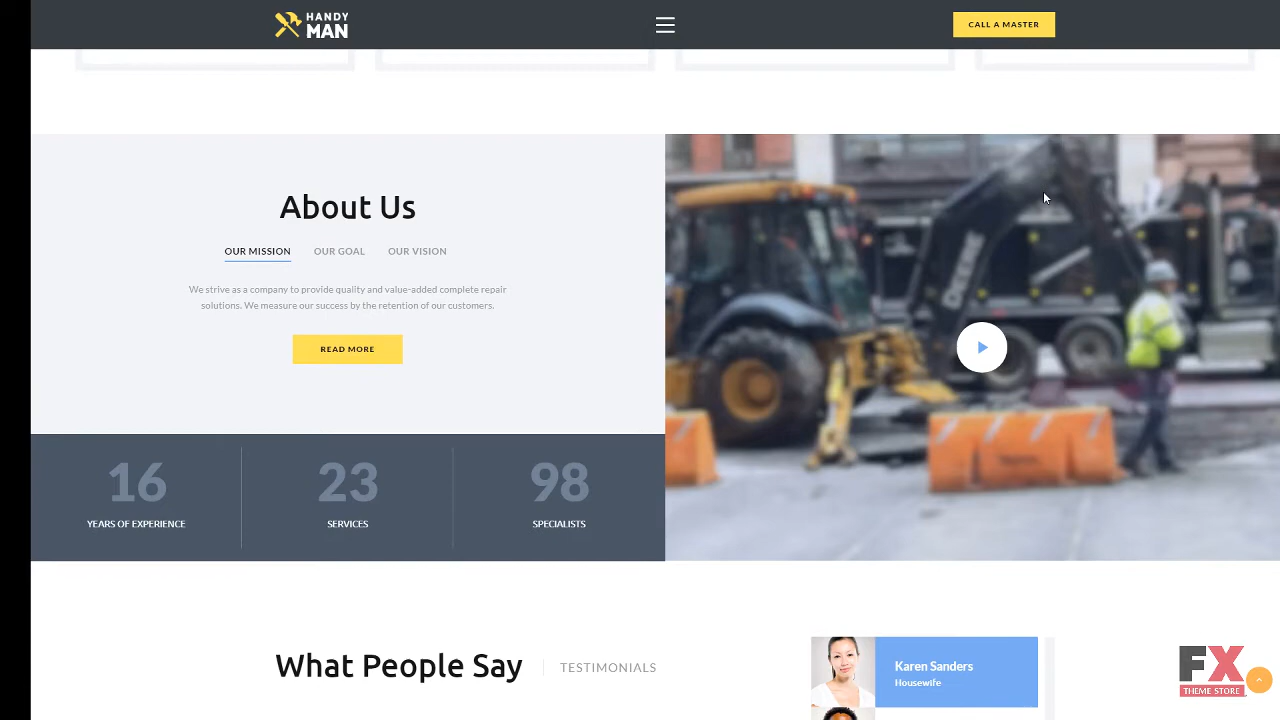 HANDY
MAN
CALL A MASTER
About Us
OUR MISSION OUR GOAL OUR VISION
We strive as a company to provide quality and value-added complete repair
solutions. We measure our success by the retention of our customers.
READ MORE
DEERE
16 23 98
YEARS OF EXPERIENCE SERVICES SPECIALISTS
What People Say TESTIMONIALS
Karen Sanders
Housewife
FX
THEME STORE